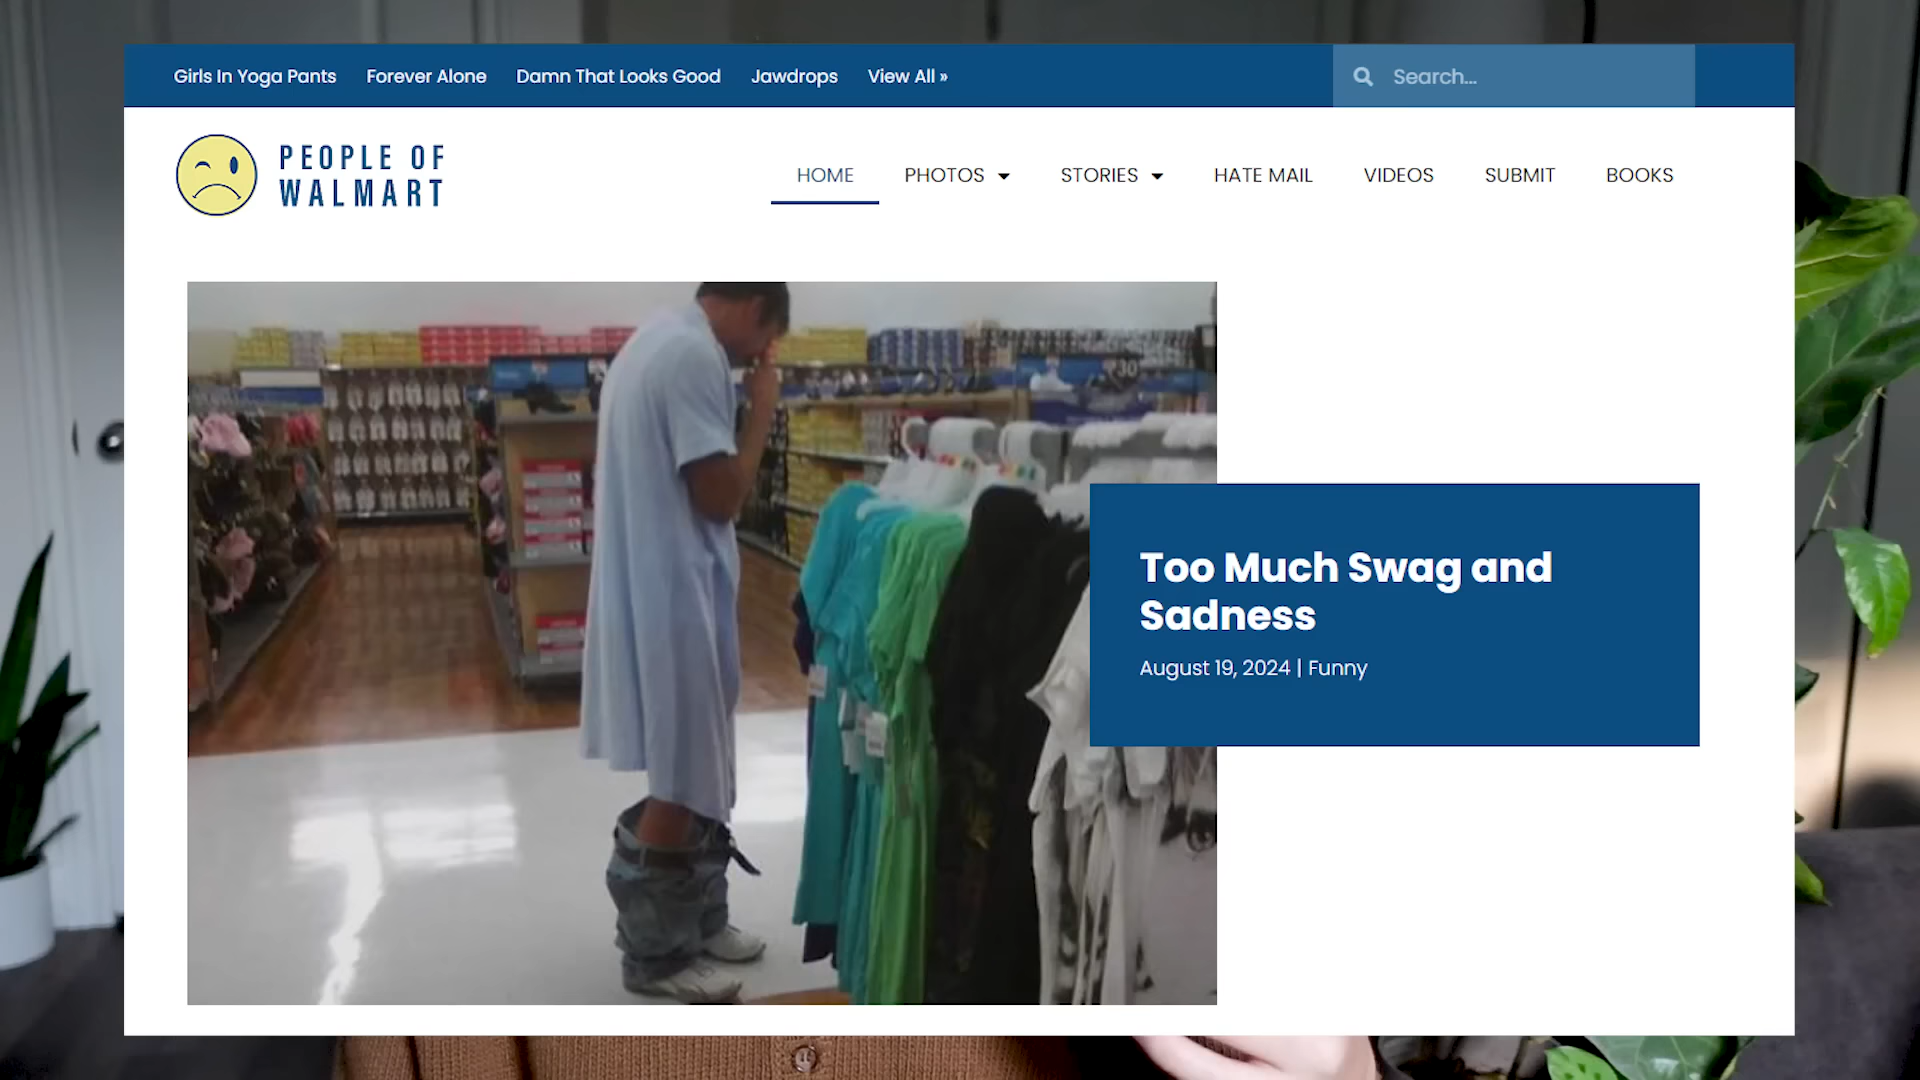 Girls In Yoga Pants Forever Alone Damn That Looks Good Jawdrops View All »
Search...
PEOPLE OF
WALMART
HOME PHOTOS STORIES HATE MAIL VIDEOS SUBMIT BOOKS
30
Too Much Swag and
Sadness
August 19, 2024 | Funny